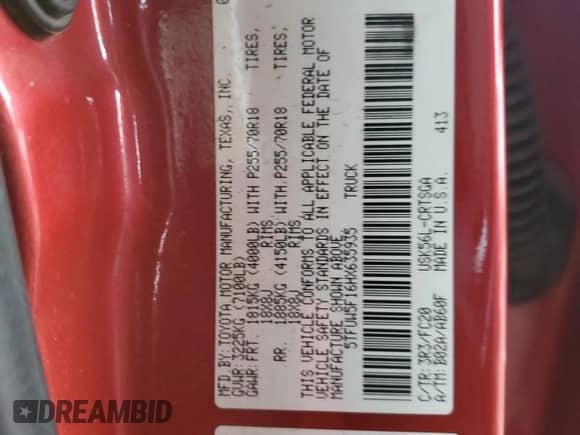 MFD. BY: TOYOTA MOTOR MANUFACTURING, TEXAS, INC.
GVWR: 3225KG (7100LB)
GAWR: FRT. 1815KG (4000LB) WITH P255/70R18 TIRES,
18X8J RIMS
RR. 1885KG (4150LB) WITH P255/70R18 TIRES,
18X8J RIMS
THIS VEHICLE CONFORMS TO ALL APPLICABLE FEDERAL MOTOR
VEHICLE SAFETY STANDARDS IN EFFECT ON THE DATE OF
MANUFACTURE SHOWN ABOVE.
5TFUW5F16HX635935 TRUCK
C/TR: 3R3/FC20 USK56L-CRTSGA
A/TM: B02A/AB60F MADE IN U.S.A. 413
DREAMBID